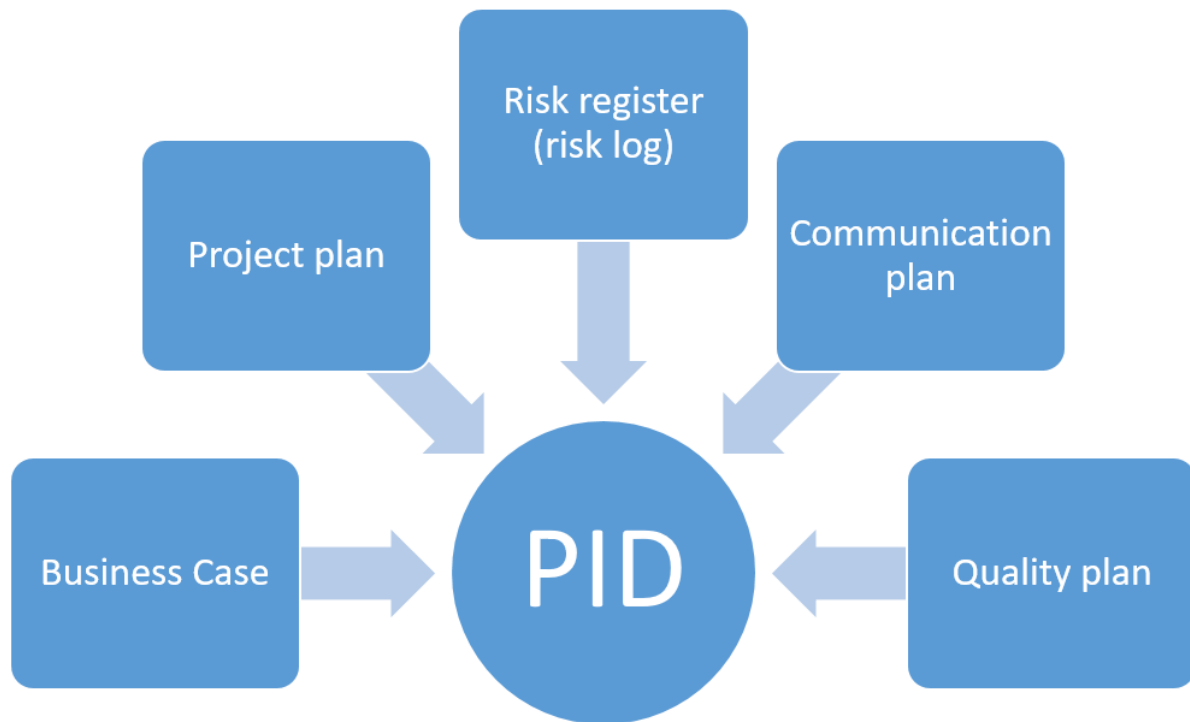 Risk register
(risk log)
Project plan
Communication
plan
Business Case
PID
Quality plan